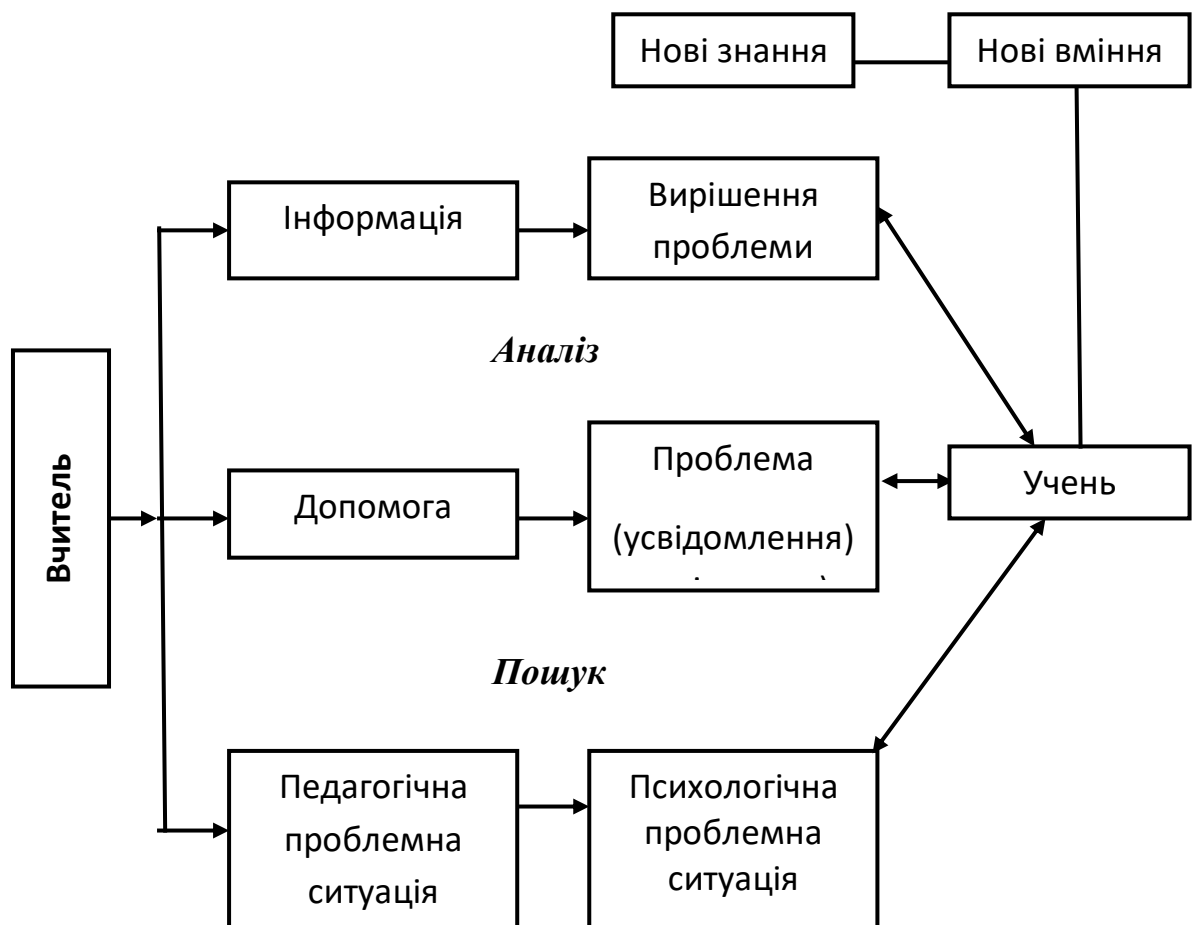 Нові знання
Нові вміння
Інформація
Вирішення
проблеми
Аналіз
Вчитель
Допомога
Проблема
(усвідомлення)
Учень
Пошук
Педагогічна
проблемна
ситуація
Психологічна
проблемна
ситуація